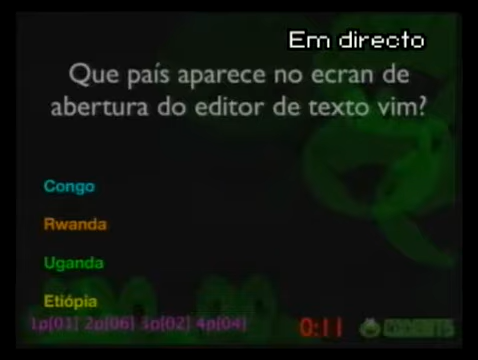 Em directo
Que país aparece no ecran de
abertura do editor de texto vim?
Congo
Rwanda
Uganda
Etiópia
1p[01] 2p[06] 3p[02] 4p[04]
0:11